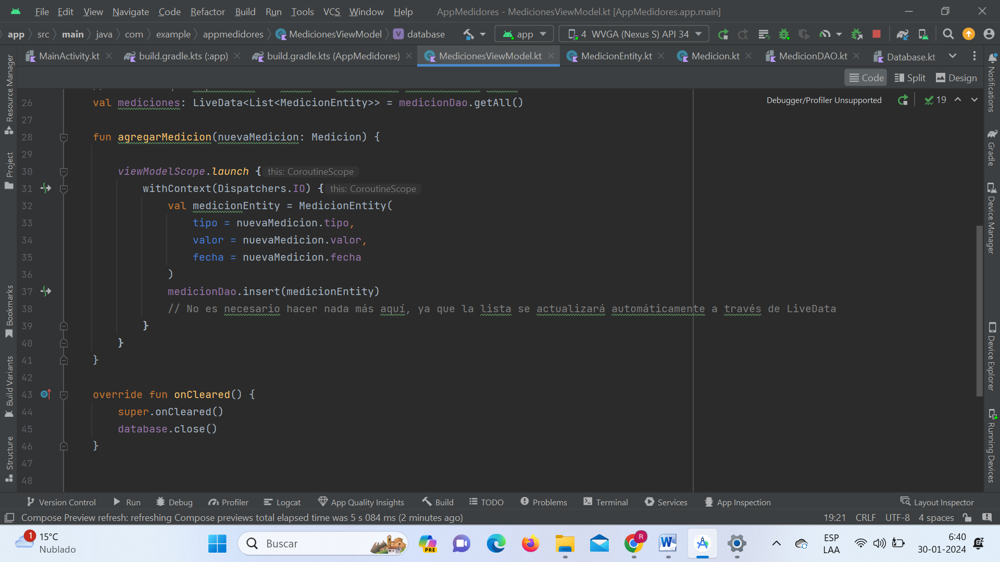 File Edit View Navigate Code Refactor Build Run Tools VCS Window Help AppMedidores - MedicionesViewModel.kt [AppMedidores.app.main]
app src main java com example appmedidores MedicionesViewModel V database app 4 WVGA (Nexus S) API 34
MainActivity.kt build.gradle.kts (:app) build.gradle.kts (AppMedidores) MedicionesViewModel.kt MedicionEntity.kt Medicion.kt MedicionDAO.kt Database.kt
Code Split Design
Debugger/Profiler Unsupported 19
26 val mediciones: LiveData<List<MedicionEntity>> = medicionDao.getAll()
27
28 fun agregarMedicion(nuevaMedicion: Medicion) {
29
30 viewModelScope.launch { this: CoroutineScope
31 withContext(Dispatchers.IO) { this: CoroutineScope
32 val medicionEntity = MedicionEntity(
33 tipo = nuevaMedicion.tipo,
34 valor = nuevaMedicion.valor,
35 fecha = nuevaMedicion.fecha
36 )
37 medicionDao.insert(medicionEntity)
38 // No es necesario hacer nada más aquí, ya que la lista se actualizará automáticamente a través de LiveData
39 }
40 }
41 }
42
43 override fun onCleared() {
44 super.onCleared()
45 database.close()
46 }
47
48
Resource Manager
Project
Bookmarks
Build Variants
Structure
Notifications
Gradle
Device Manager
Device Explorer
Running Devices
Version Control Run Debug Profiler Logcat App Quality Insights Build TODO Problems Terminal Services App Inspection Layout Inspector
Compose Preview refresh: refreshing Compose previews total elapsed time was 5 s 084 ms (2 minutes ago) 19:21 CRLF UTF-8 4 spaces
1 15°C
Nublado
Buscar
PRE
R
ESP
LAA
6:40
30-01-2024